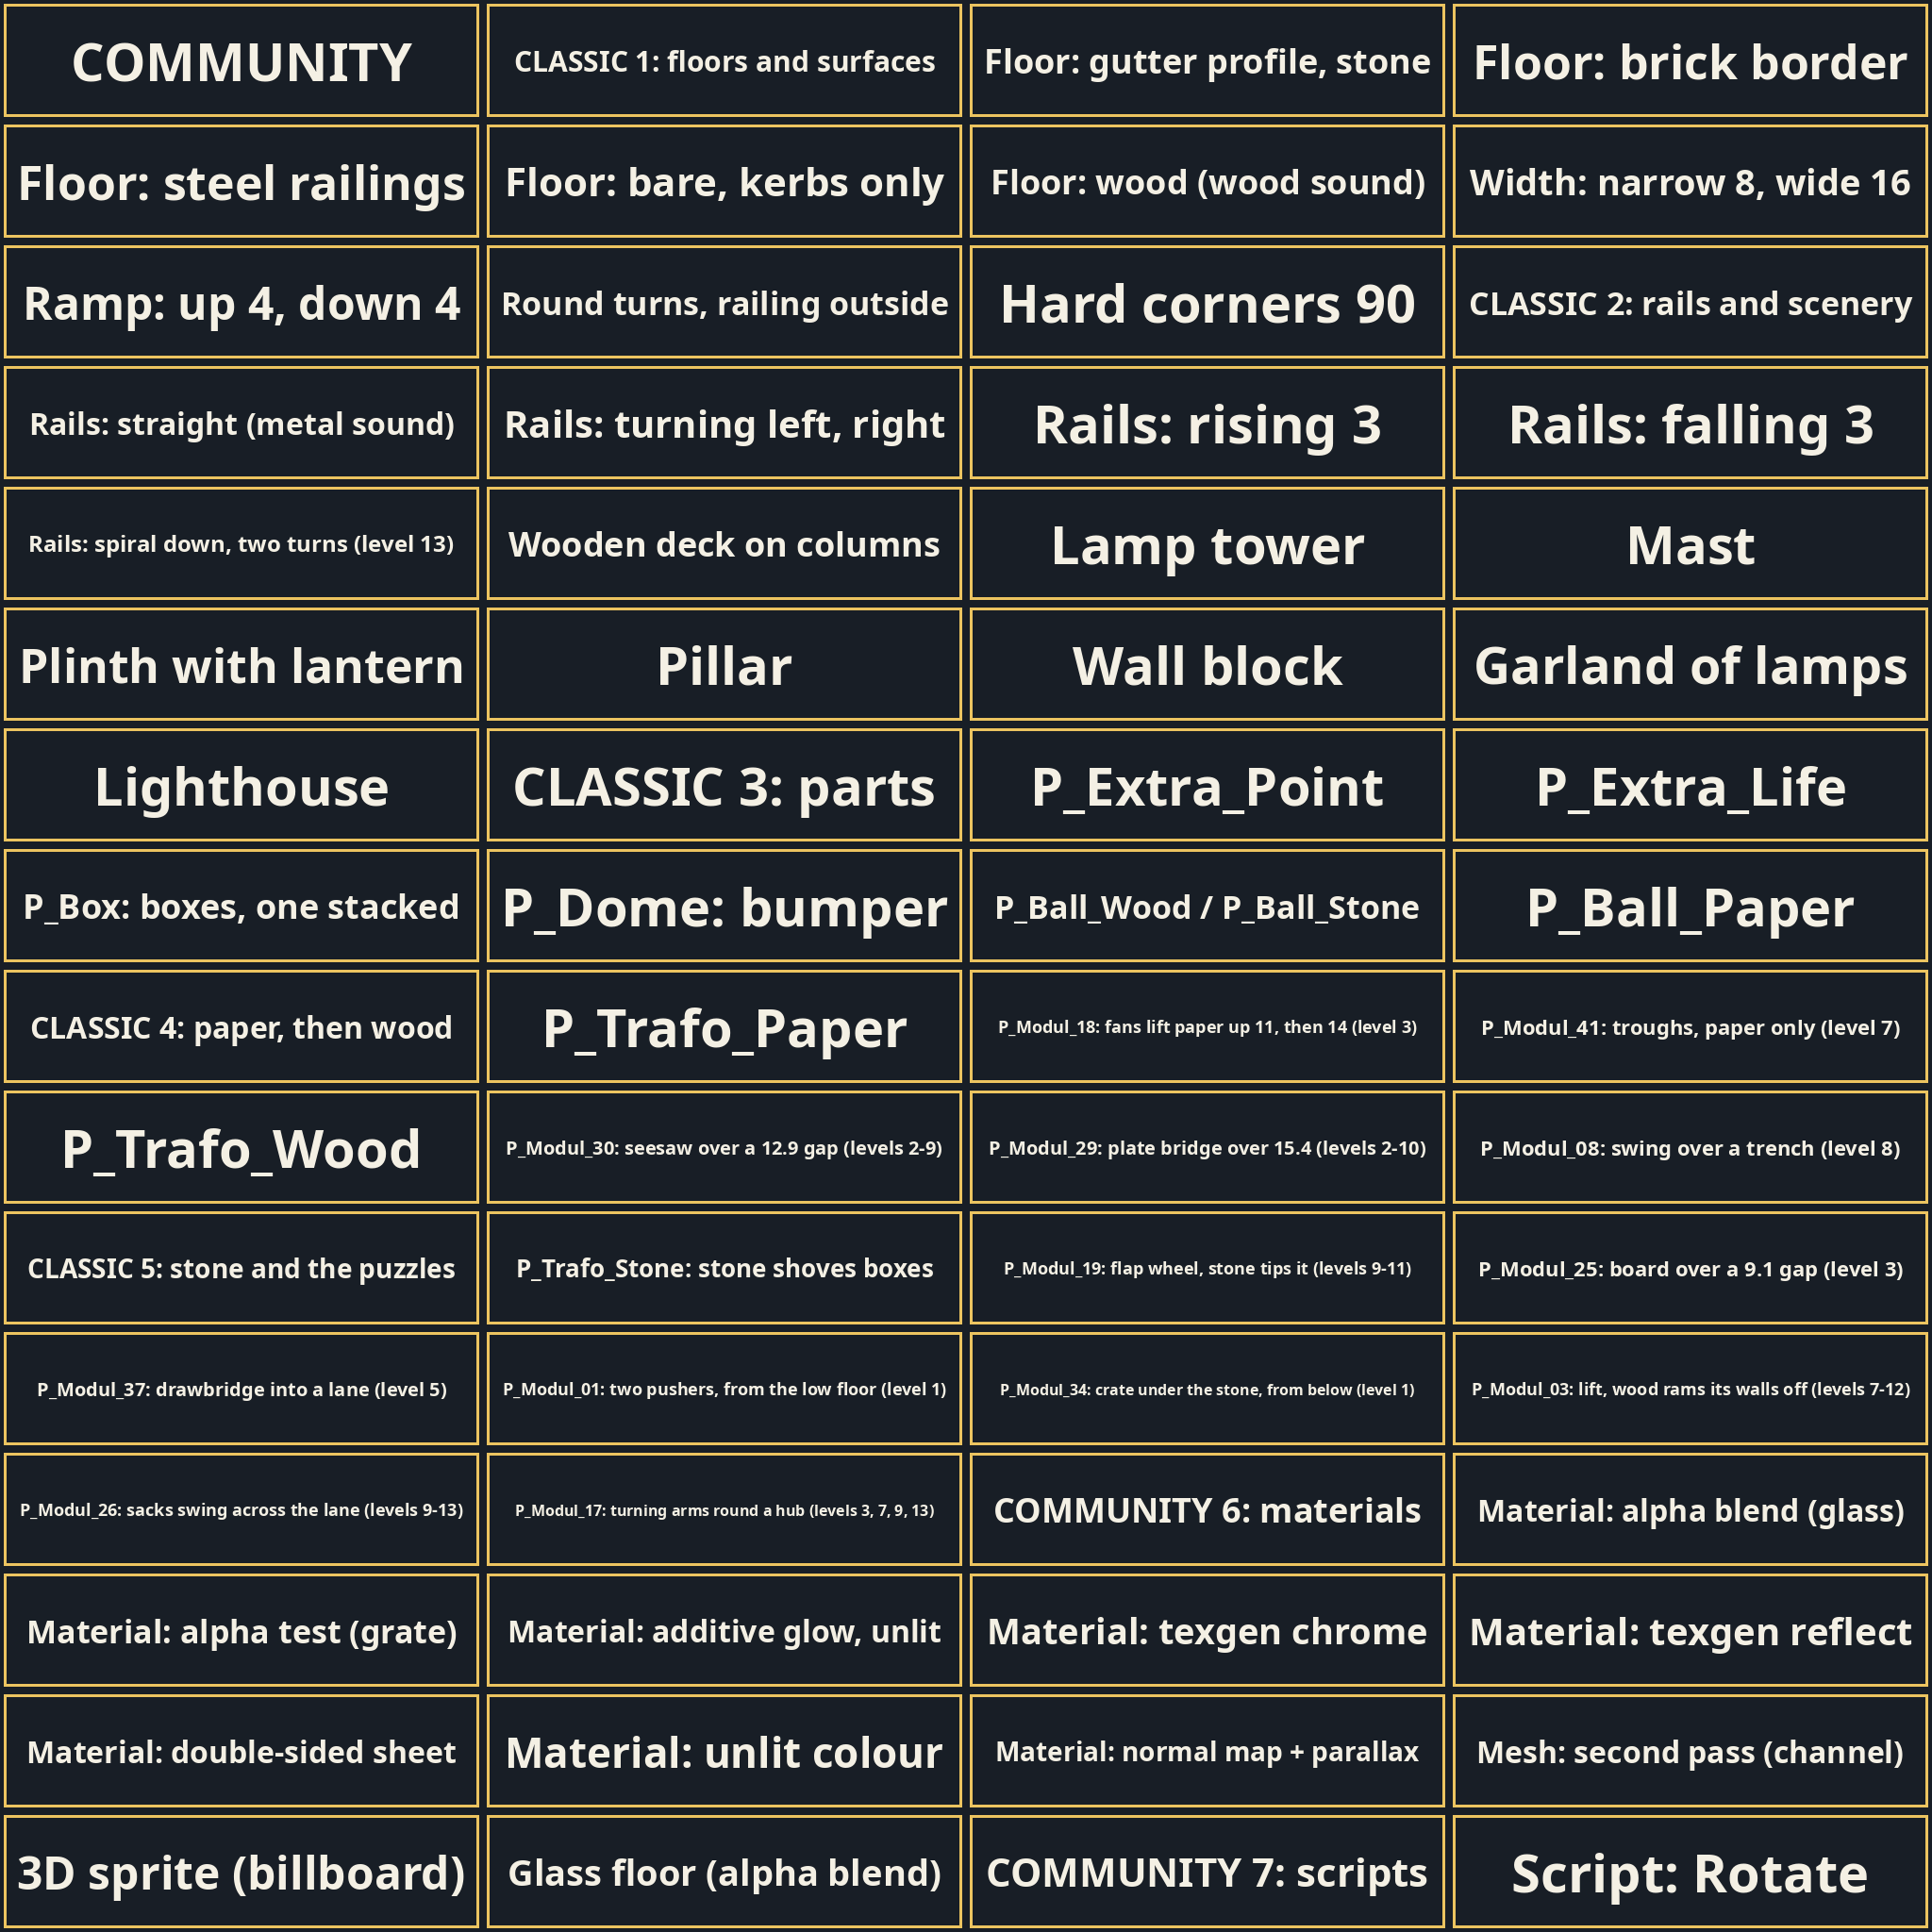 COMMUNITY
CLASSIC 1: floors and surfaces
Floor: gutter profile, stone
Floor: brick border
Floor: steel railings
Floor: bare, kerbs only
Floor: wood (wood sound)
Width: narrow 8, wide 16
Ramp: up 4, down 4
Round turns, railing outside
Hard corners 90
CLASSIC 2: rails and scenery
Rails: straight (metal sound)
Rails: turning left, right
Rails: rising 3
Rails: falling 3
Rails: spiral down, two turns (level 13)
Wooden deck on columns
Lamp tower
Mast
Plinth with lantern
Pillar
Wall block
Garland of lamps
Lighthouse
CLASSIC 3: parts
P_Extra_Point
P_Extra_Life
P_Box: boxes, one stacked
P_Dome: bumper
P_Ball_Wood / P_Ball_Stone
P_Ball_Paper
CLASSIC 4: paper, then wood
P_Trafo_Paper
P_Modul_18: fans lift paper up 11, then 14 (level 3)
P_Modul_41: troughs, paper only (level 7)
P_Trafo_Wood
P_Modul_30: seesaw over a 12.9 gap (levels 2-9)
P_Modul_29: plate bridge over 15.4 (levels 2-10)
P_Modul_08: swing over a trench (level 8)
CLASSIC 5: stone and the puzzles
P_Trafo_Stone: stone shoves boxes
P_Modul_19: flap wheel, stone tips it (levels 9-11)
P_Modul_25: board over a 9.1 gap (level 3)
P_Modul_37: drawbridge into a lane (level 5)
P_Modul_01: two pushers, from the low floor (level 1)
P_Modul_34: crate under the stone, from below (level 1)
P_Modul_03: lift, wood rams its walls off (levels 7-12)
P_Modul_26: sacks swing across the lane (levels 9-13)
P_Modul_17: turning arms round a hub (levels 3, 7, 9, 13)
COMMUNITY 6: materials
Material: alpha blend (glass)
Material: alpha test (grate)
Material: additive glow, unlit
Material: texgen chrome
Material: texgen reflect
Material: double-sided sheet
Material: unlit colour
Material: normal map + parallax
Mesh: second pass (channel)
3D sprite (billboard)
Glass floor (alpha blend)
COMMUNITY 7: scripts
Script: Rotate